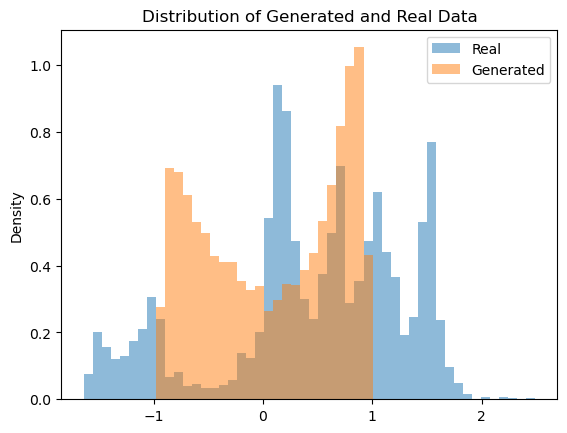 Distribution of Generated and Real Data
Real
Generated
Density
1.0
0.8
0.6
0.4
0.2
0.0
−1
0
1
2